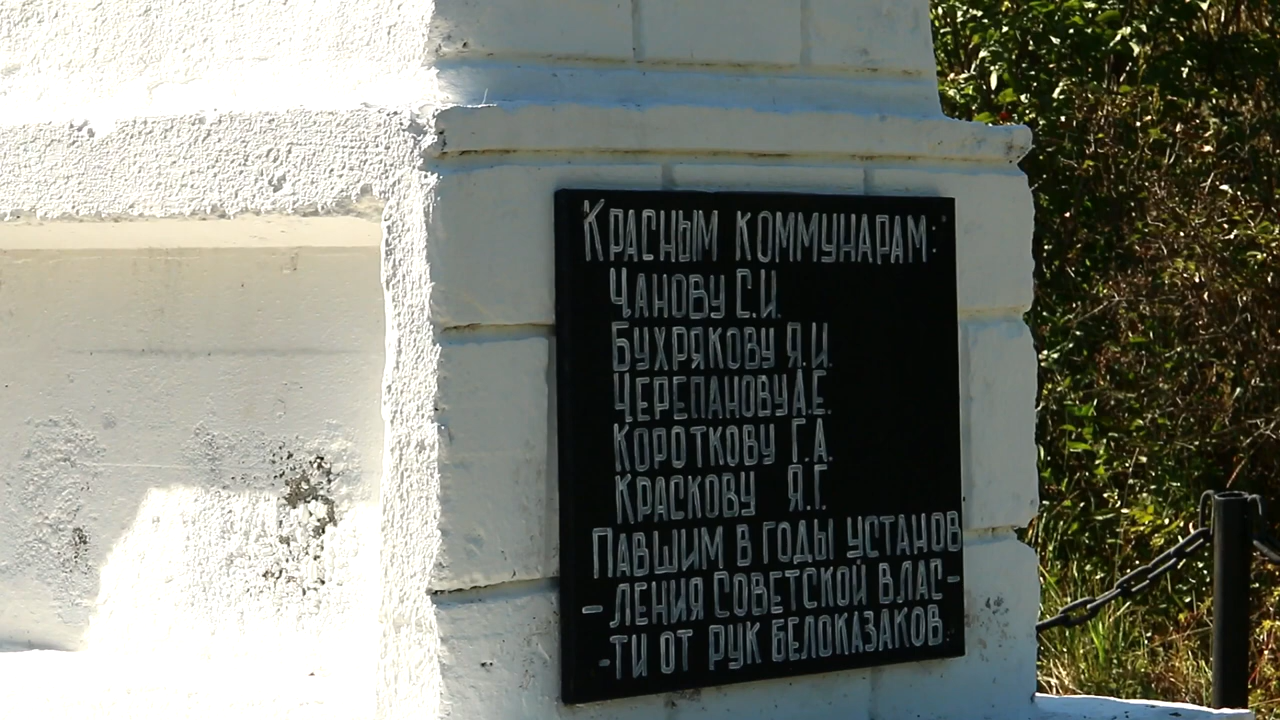 Красным коммунарам:
Чанову С.И.
Бухрякову Я.И.
Черепанову А.Е.
Короткову Г.А.
Краскову Я.Г.
Павшим в годы установ
-ления Советской влас-
-ти от рук белоказаков.